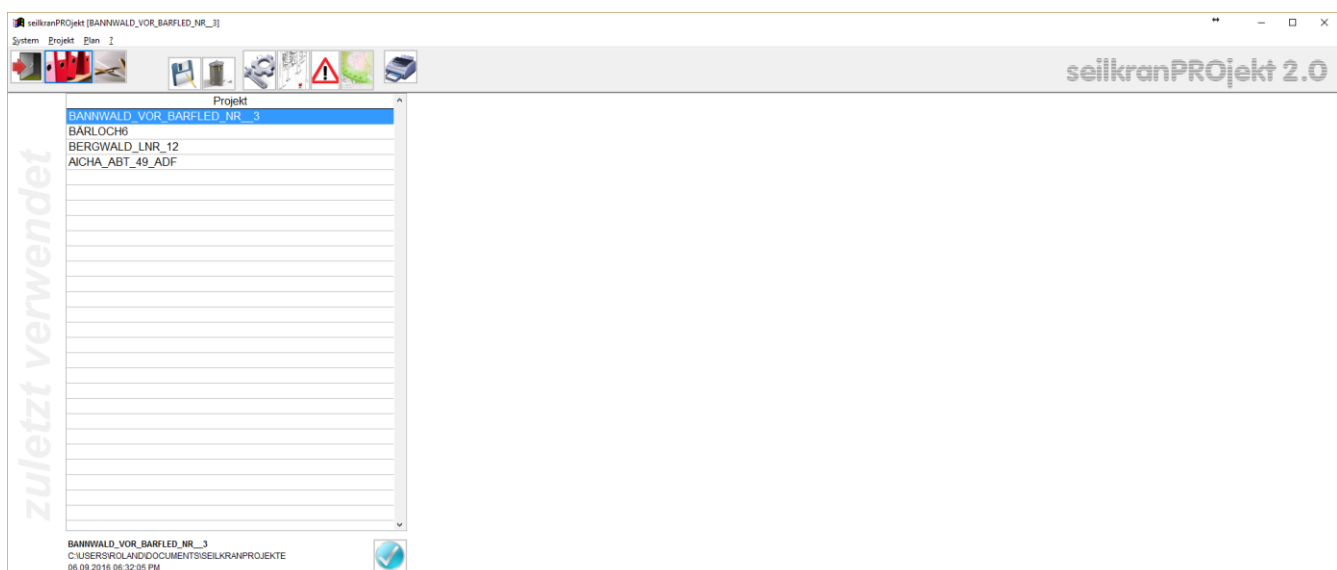 seilkranPROjekt [BANNWALD_VOR_BARFLED_NR__3]
System Projekt Plan ?
seilkranPROjekt 2.0
Projekt
BANNWALD_VOR_BARFLED_NR__3
BÄRLOCH6
BERGWALD_LNR_12
AICHA_ABT_49_ADF
zuletzt verwendet
BANNWALD_VOR_BARFLED_NR__3
C:\USERS\ROLAND\DOCUMENTS\SEILKRANPROJEKTE
06.09.2016 06:32:05 PM